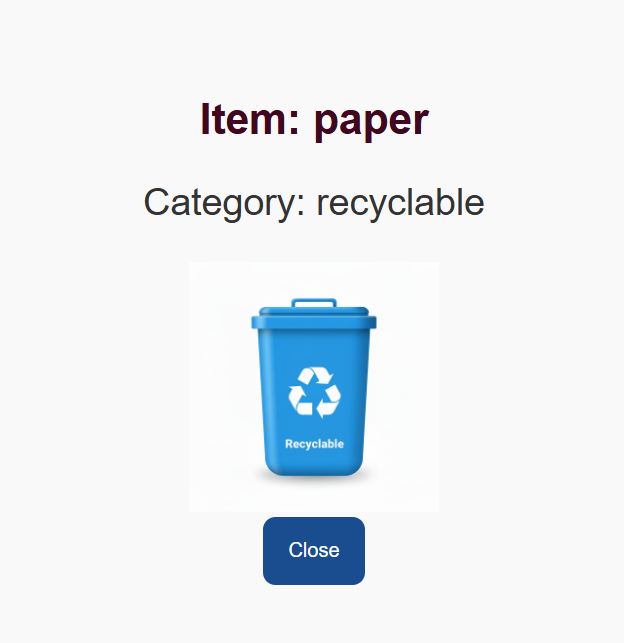 Item: paper
Category: recyclable
Recyclable
Close